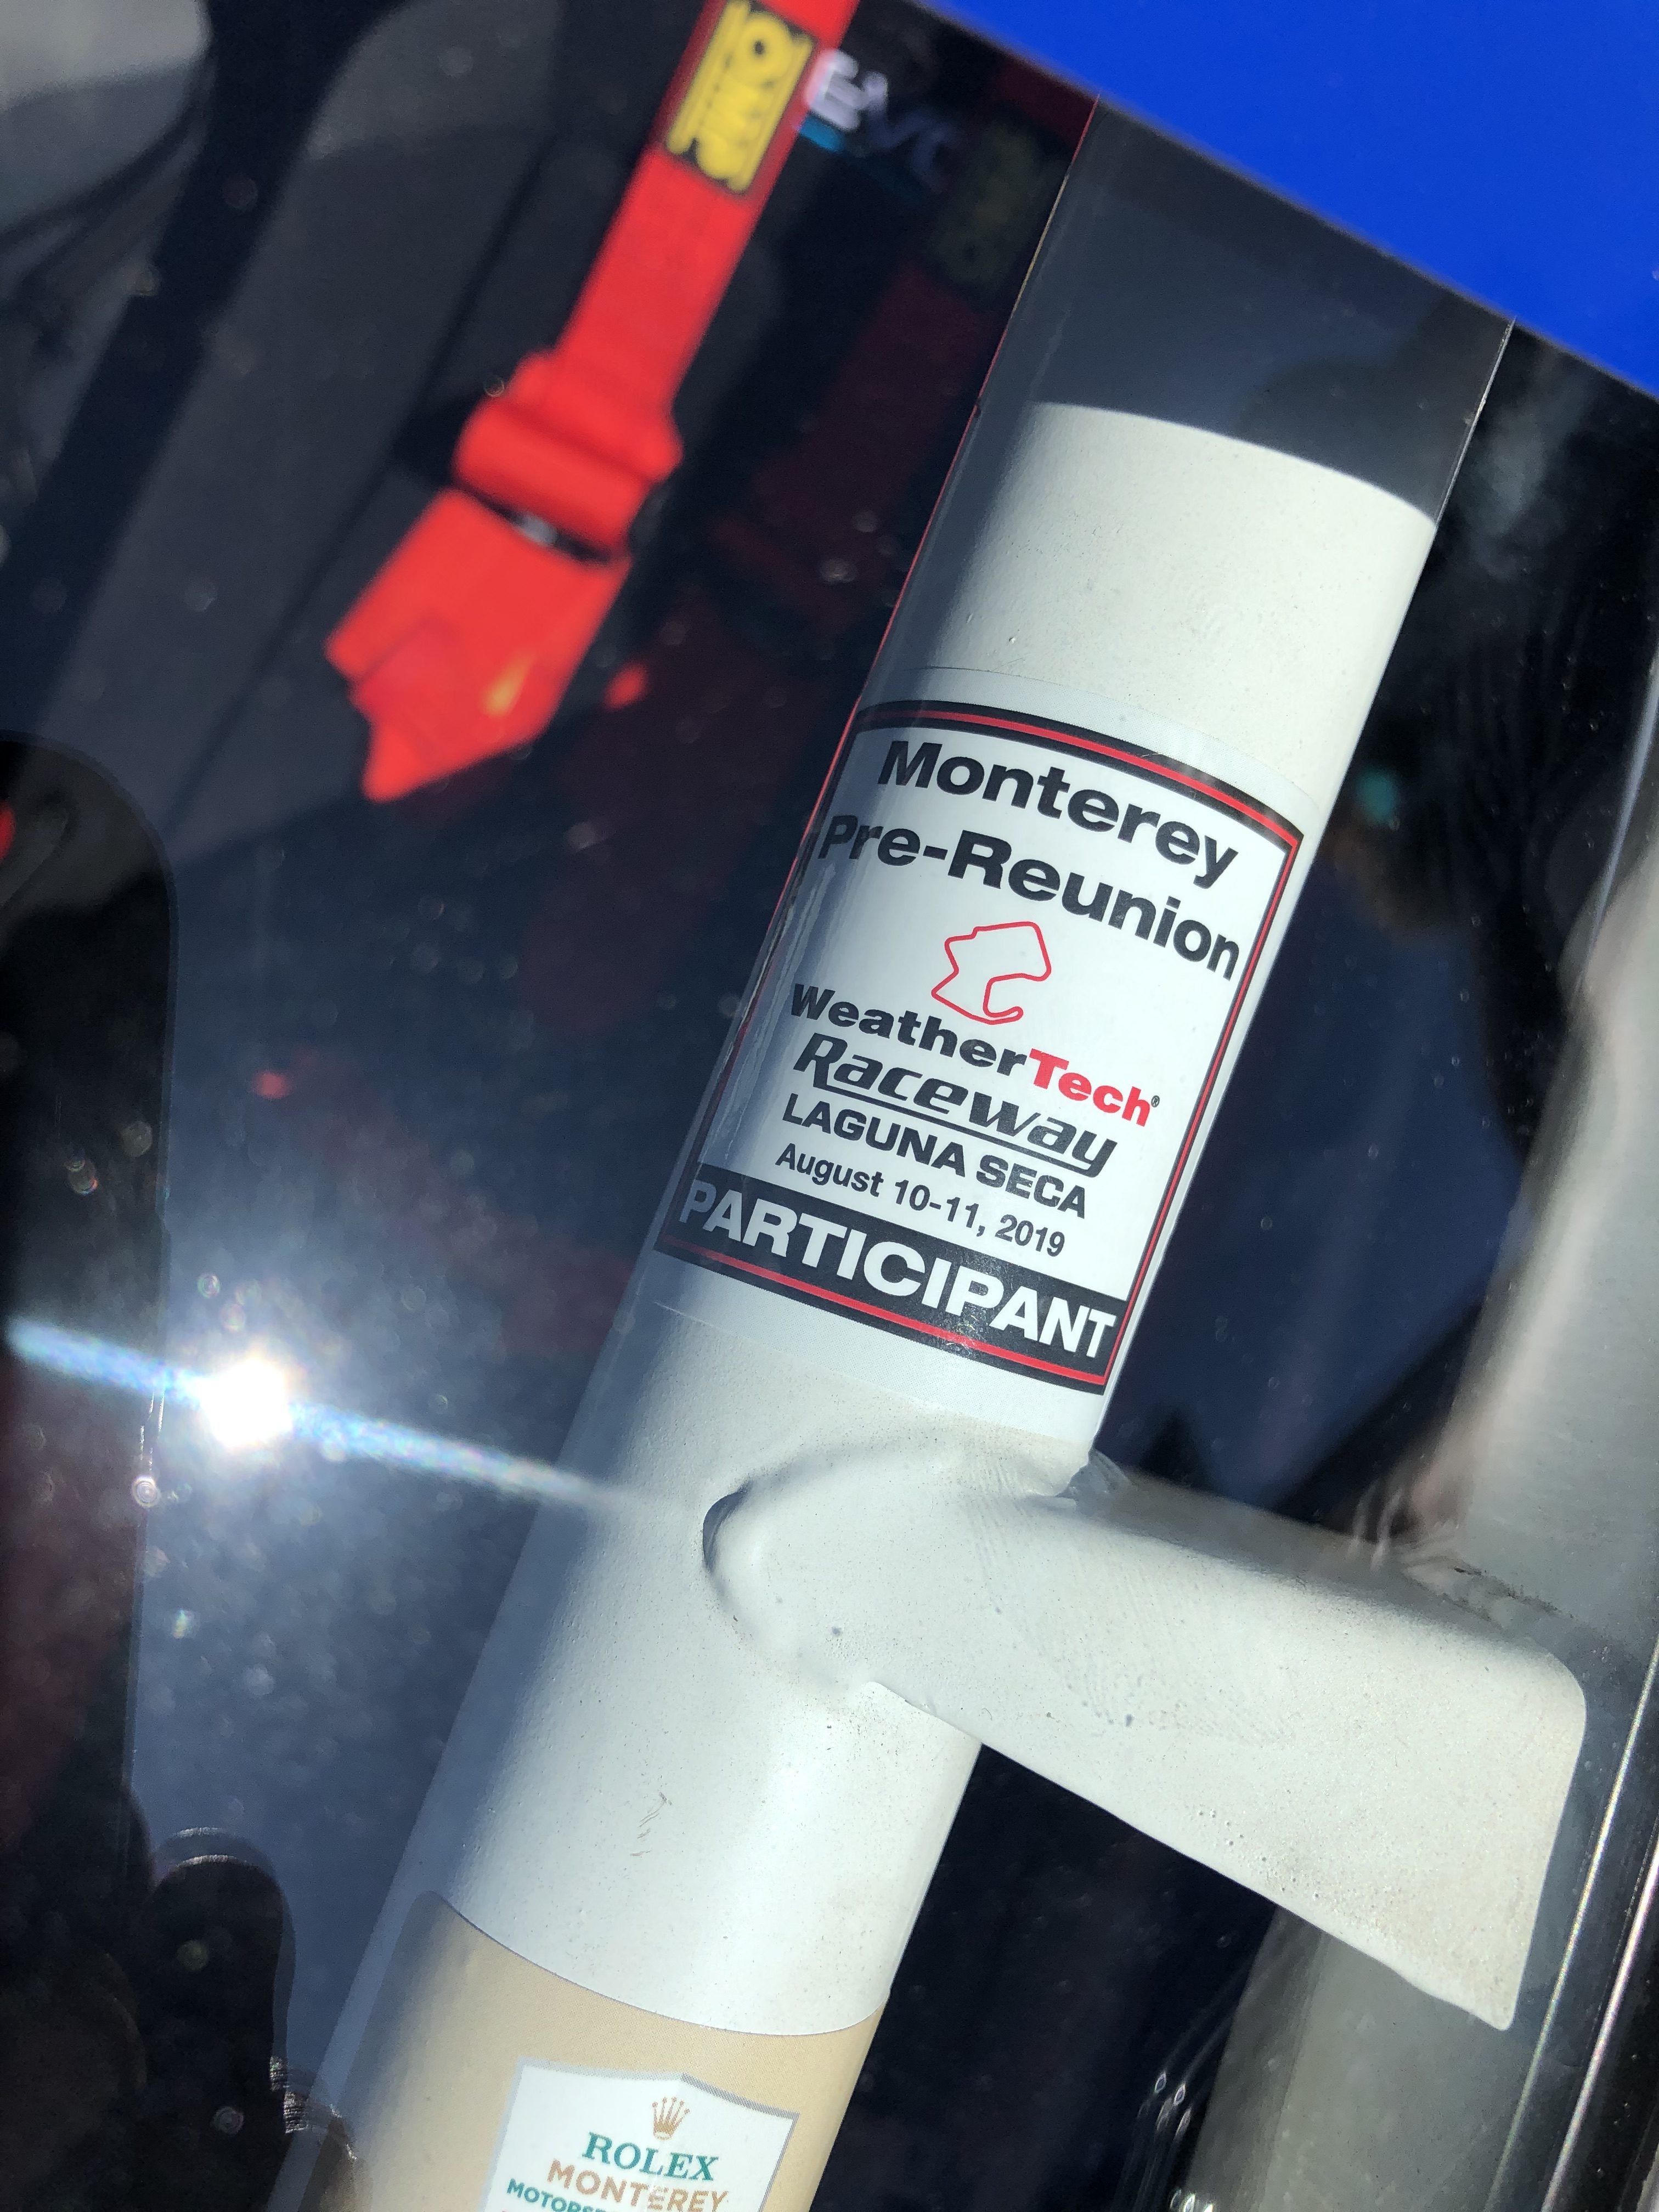 Monterey
Pre-Reunion
WeatherTech®
Raceway
LAGUNA SECA
August 10-11, 2019
PARTICIPANT
ROLEX
MONTEREY